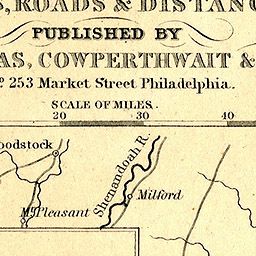 S, ROADS & DISTANC
PUBLISHED BY
AS, COWPERTHWAIT &
º 253 Market Street Philadelphia.
SCALE OF MILES.
20 30 40
oodstock
Shenandoah R.
Milford
Mt. Pleasant